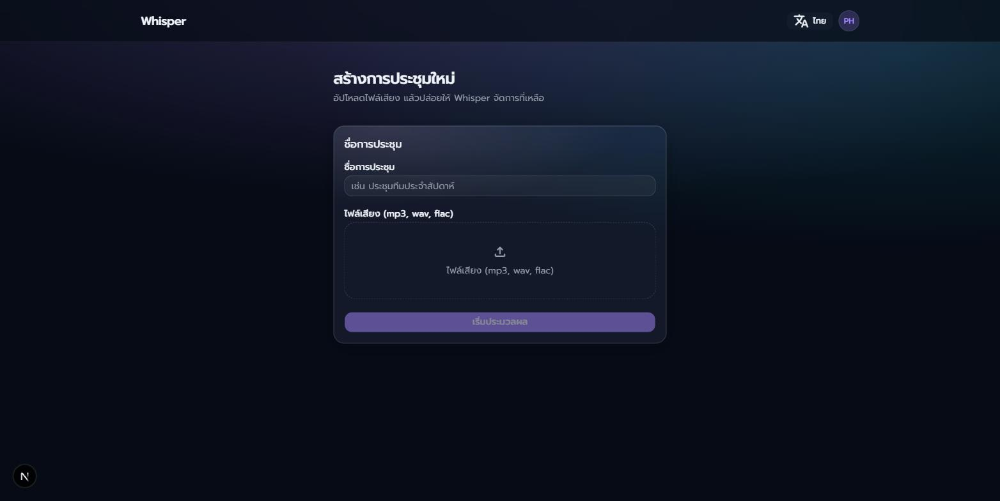 Whisper
ไทย
PH
สร้างการประชุมใหม่
อัปโหลดไฟล์เสียง แล้วปล่อยให้ Whisper จัดการที่เหลือ
ชื่อการประชุม
ชื่อการประชุม
เช่น ประชุมทีมประจำสัปดาห์
ไฟล์เสียง (mp3, wav, flac)
ไฟล์เสียง (mp3, wav, flac)
เริ่มประมวลผล
N